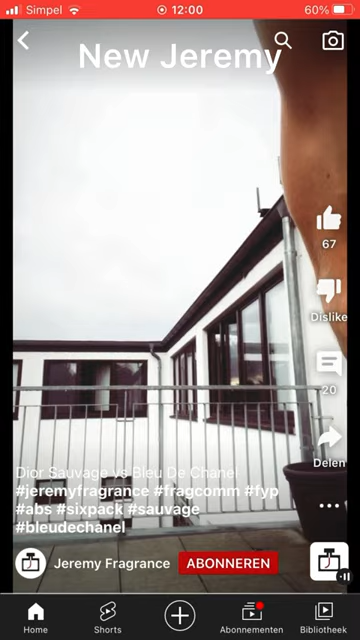 Simpel 12:00 60%
New Jeremy
67
Dislike
20
Delen
Dior Sauvage vs Bleu De Chanel
#jeremyfragrance #fragcomm #fyp
#abs #sixpack #sauvage
#bleudechanel
Jeremy Fragrance ABONNEREN
Home Shorts Abonnementen Bibliotheek